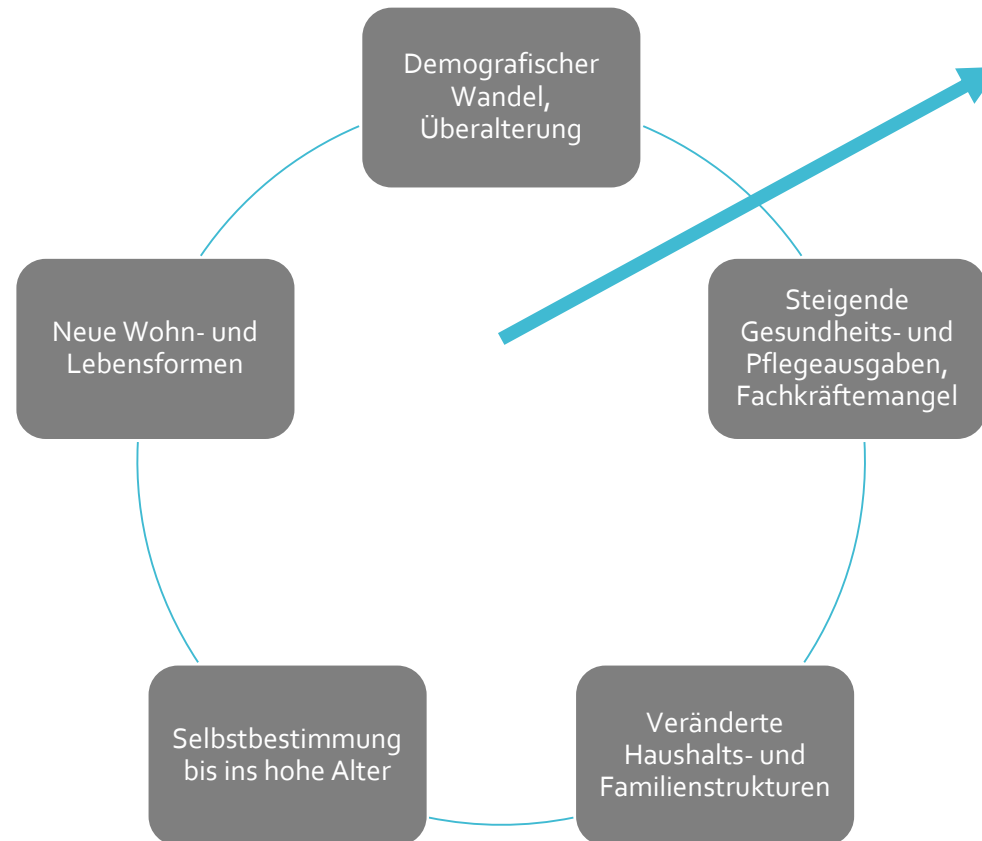 Demografischer
Wandel,
Überalterung
Steigende
Gesundheits- und
Pflegeausgaben,
Fachkräftemangel
Veränderte
Haushalts- und
Familienstrukturen
Selbstbestimmung
bis ins hohe Alter
Neue Wohn- und
Lebensformen